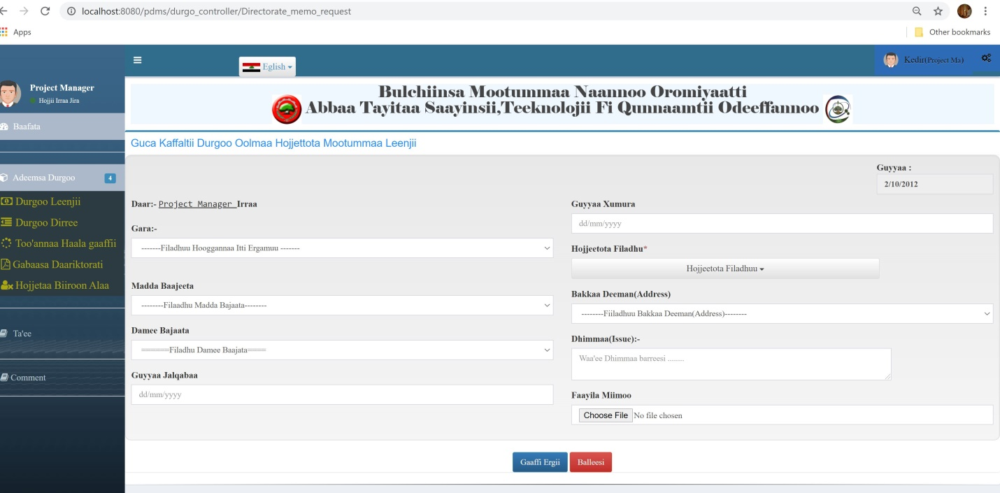 localhost:8080/pdms/durgo_controller/Directorate_memo_request
Apps
Other bookmarks
Eglish
Kedir(Project Ma)
Project Manager
Hojjii Irraa Jira
Bulchiinsa Mootummaa Naannoo Oromiyaatti
Abbaa Tayitaa Saayinsii,Teeknolojii Fi Qunnaamtii Odeeffannoo
Baafata
Guca Kaffaltii Durgoo Oolmaa Hojjettota Mootummaa Leenjii
Adeemsa Durgoo
4
Durgoo Leenjii
Durgoo Dirree
Too'annaa Haala gaaffii
Gabaasa Daariktorati
Hojjetaa Biiroon Alaa
Ta'ee
Comment
Guyyaa :
2/10/2012
Daar:- Project Manager Irraa
Gara:-
-------Filadhuu Hooggannaa Itti Ergamuu -------
Madda Baajeeta
--------Filaadhu Madda Bajaata--------
Damee Bajaata
======Filadhu Damee Baajata====
Guyyaa Jalqabaa
dd/mm/yyyy
Guyyaa Xumura
dd/mm/yyyy
Hojjeetota Filadhu*
Hojjeetota Filadhuu
Bakkaa Deeman(Address)
--------Fiiladhuu Bakkaa Deeman(Address)--------
Dhimmaa(Issue):-
Waa'ee Dhimmaa barreesi ........
Faayila Miimoo
Choose File No file chosen
Gaaffi Ergii
Balleesi